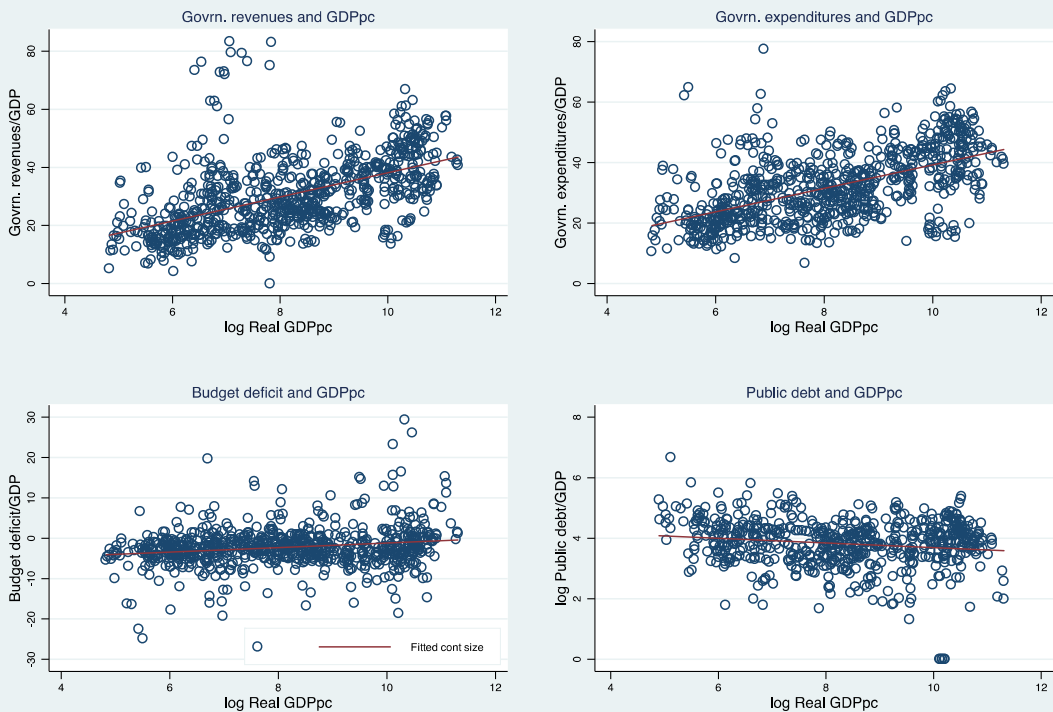 Govrn. revenues and GDPpc
Govrn. revenues/GDP
80
60
40
20
0
4 6 8 10 12
log Real GDPpc
Govrn. expenditures and GDPpc
Govrn. expenditures/GDP
80
60
40
20
0
4 6 8 10 12
log Real GDPpc
Budget deficit and GDPpc
Budget deficit/GDP
30
20
10
0
-10
-20
-30
Fitted cont size
4 6 8 10 12
log Real GDPpc
Public debt and GDPpc
log Public debt/GDP
8
6
4
2
0
4 6 8 10 12
log Real GDPpc